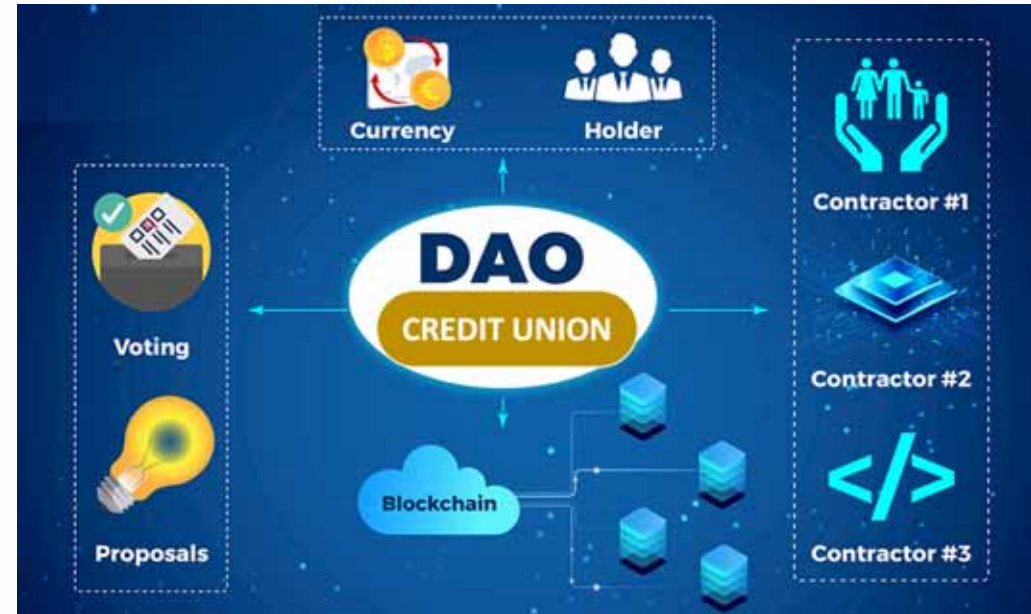 Currency
Holder
DAO
CREDIT UNION
Voting
Proposals
Blockchain
Contractor #1
Contractor #2
</>
Contractor #3